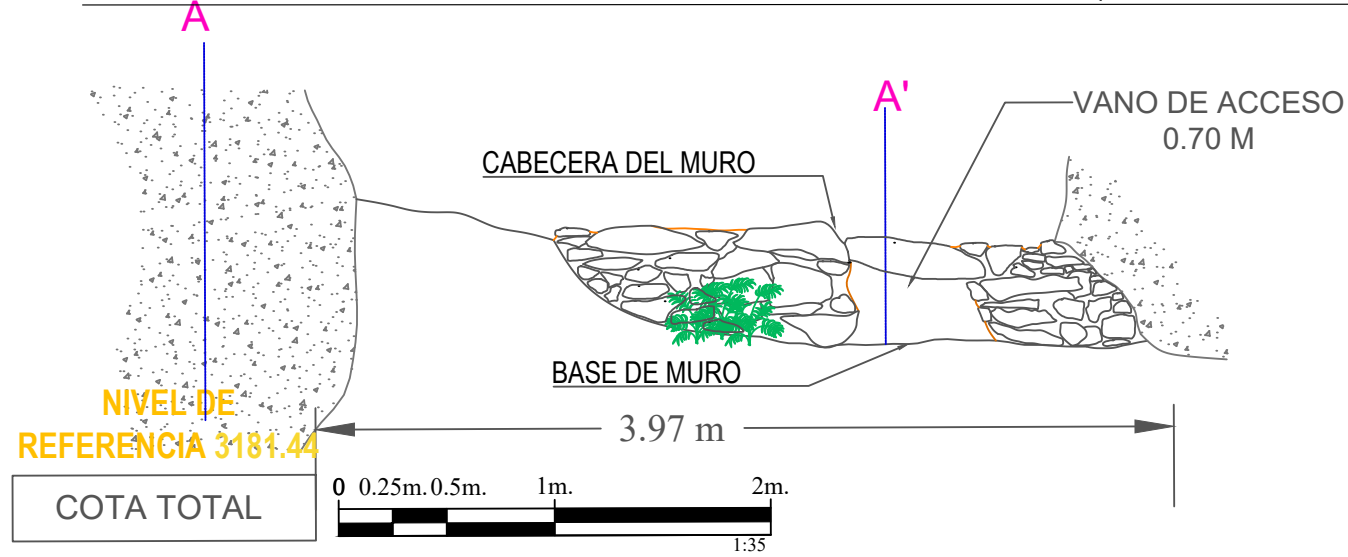 A
A'
VANO DE ACCESO
0.70 M
CABECERA DEL MURO
BASE DE MURO
NIVEL DE
REFERENCIA 3181.44
3.97 m
COTA TOTAL
0 0.25m. 0.5m. 1m. 2m.
1:35